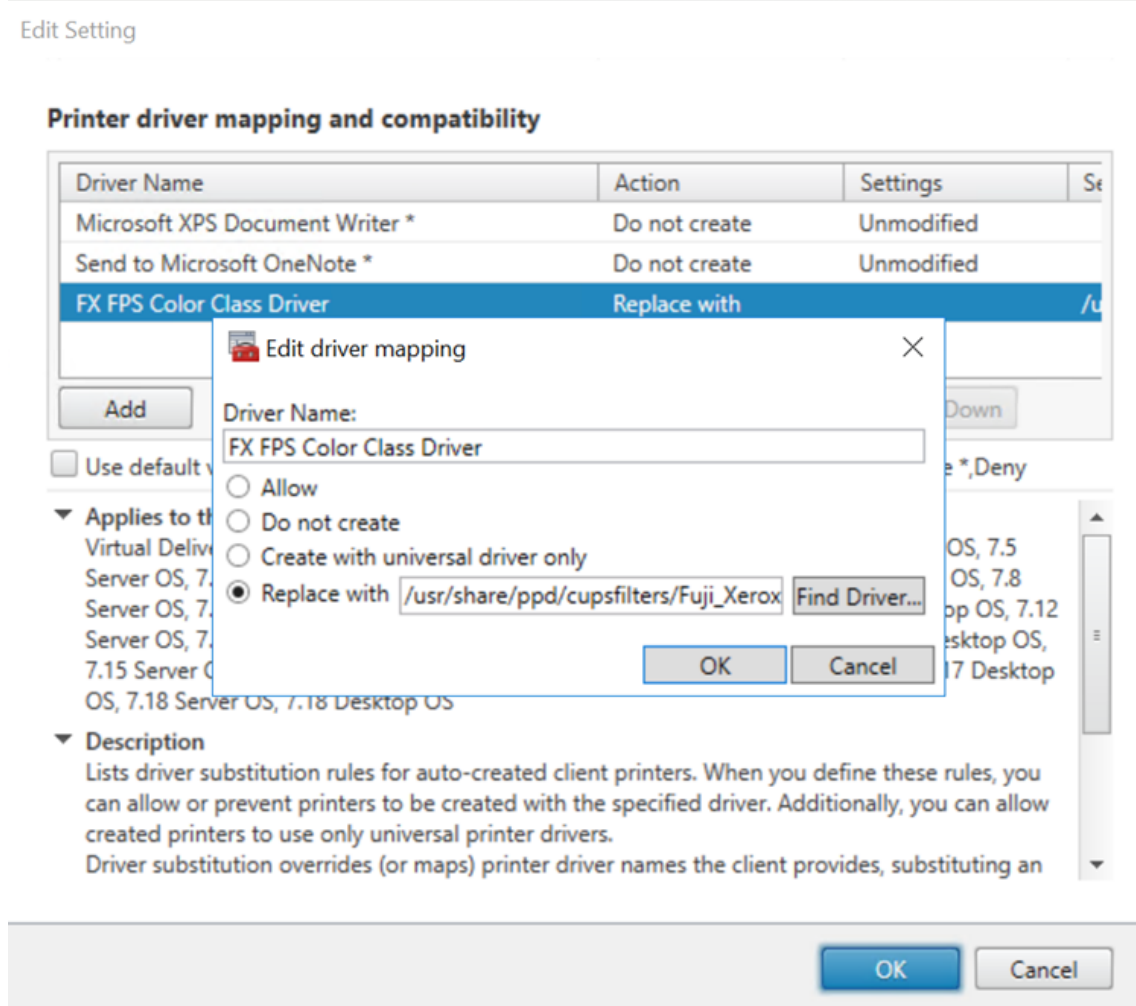 Edit Setting
Printer driver mapping and compatibility
Driver Name Action Settings
Microsoft XPS Document Writer * Do not create Unmodified
Send to Microsoft OneNote * Do not create Unmodified
FX FPS Color Class Driver Replace with
Edit driver mapping
Add Down
Driver Name:
FX FPS Color Class Driver
Use default *,Deny
Allow
Applies to
Do not create
Virtual OS, 7.5
Create with universal driver only
Server OS, OS, 7.8
Replace with /usr/share/ppd/cupsfilters/Fuji_Xerox Find Driver...
Server OS, OS, 7.12
Server OS, OS,
7.15 Server OK Cancel Desktop
OS, 7.18 Server OS, 7.18 Desktop OS
Description
Lists driver substitution rules for auto-created client printers. When you define these rules, you
can allow or prevent printers to be created with the specified driver. Additionally, you can allow
created printers to use only universal printer drivers.
Driver substitution overrides (or maps) printer driver names the client provides, substituting an
OK Cancel